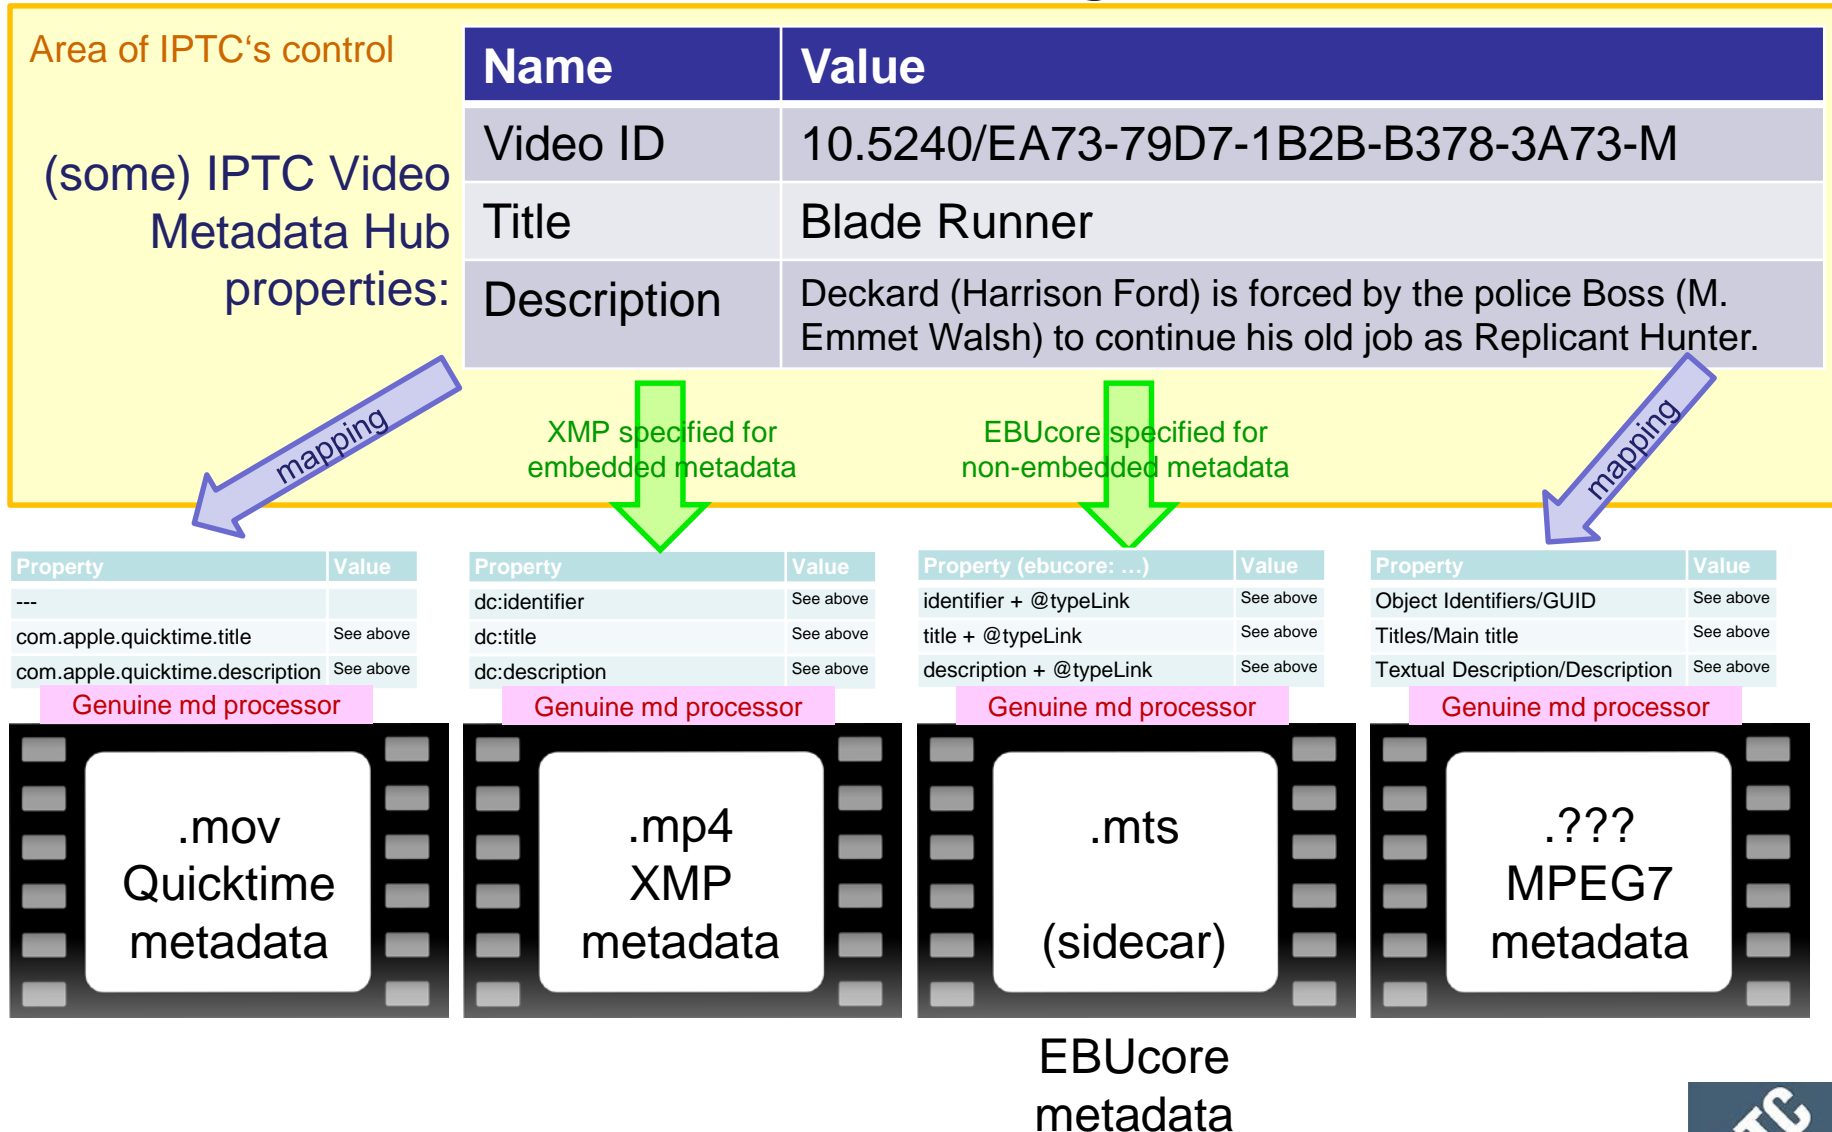 Area of IPTC‘s control
(some) IPTC Video
Metadata Hub
properties:
Name Value
Video ID 10.5240/EA73-79D7-1B2B-B378-3A73-M
Title Blade Runner
Description Deckard (Harrison Ford) is forced by the police Boss (M.
Emmet Walsh) to continue his old job as Replicant Hunter.
mapping
XMP specified for
embedded metadata
EBUcore specified for
non-embedded metadata
mapping
Property Value
---
com.apple.quicktime.title See above
com.apple.quicktime.description See above
Genuine md processor
.mov
Quicktime
metadata
Property Value
dc:identifier See above
dc:title See above
dc:description See above
Genuine md processor
.mp4
XMP
metadata
Property (ebucore: …) Value
identifier + @typeLink See above
title + @typeLink See above
description + @typeLink See above
Genuine md processor
.mts
(sidecar)
EBUcore
metadata
Property Value
Object Identifiers/GUID See above
Titles/Main title See above
Textual Description/Description See above
Genuine md processor
.???
MPEG7
metadata